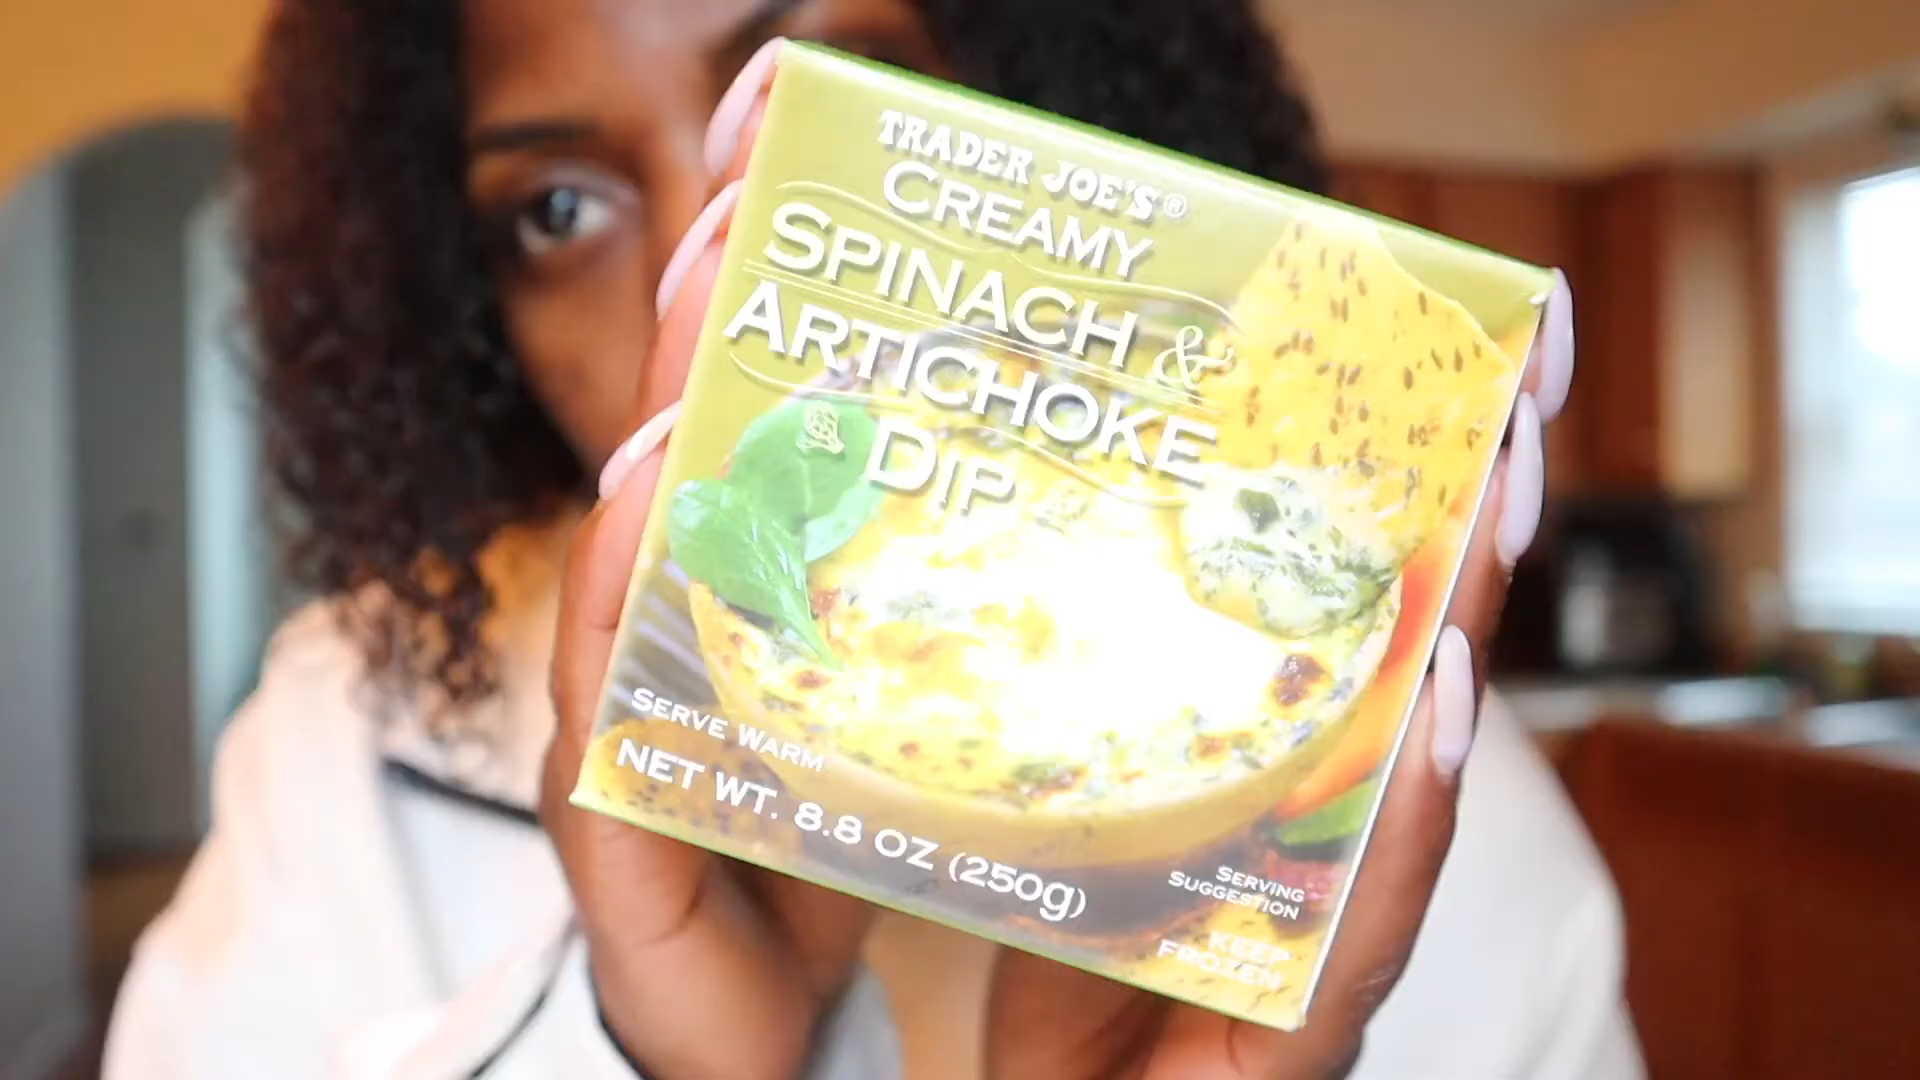 TRADER JOE'S®
CREAMY
SPINACH &
ARTICHOKE
DIP
SERVE WARM
NET WT. 8.8 OZ (250g)
SERVING
SUGGESTION
KEEP
FROZEN